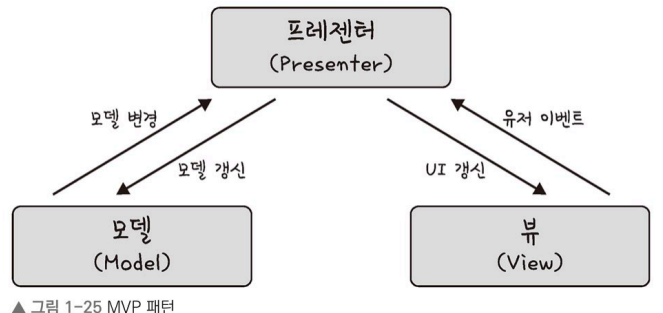 프레젠터
(Presenter)
모델 변경
유저 이벤트
모델 갱신
UI 갱신
모델
(Model)
뷰
(View)
▲ 그림 1-25 MVP 패턴